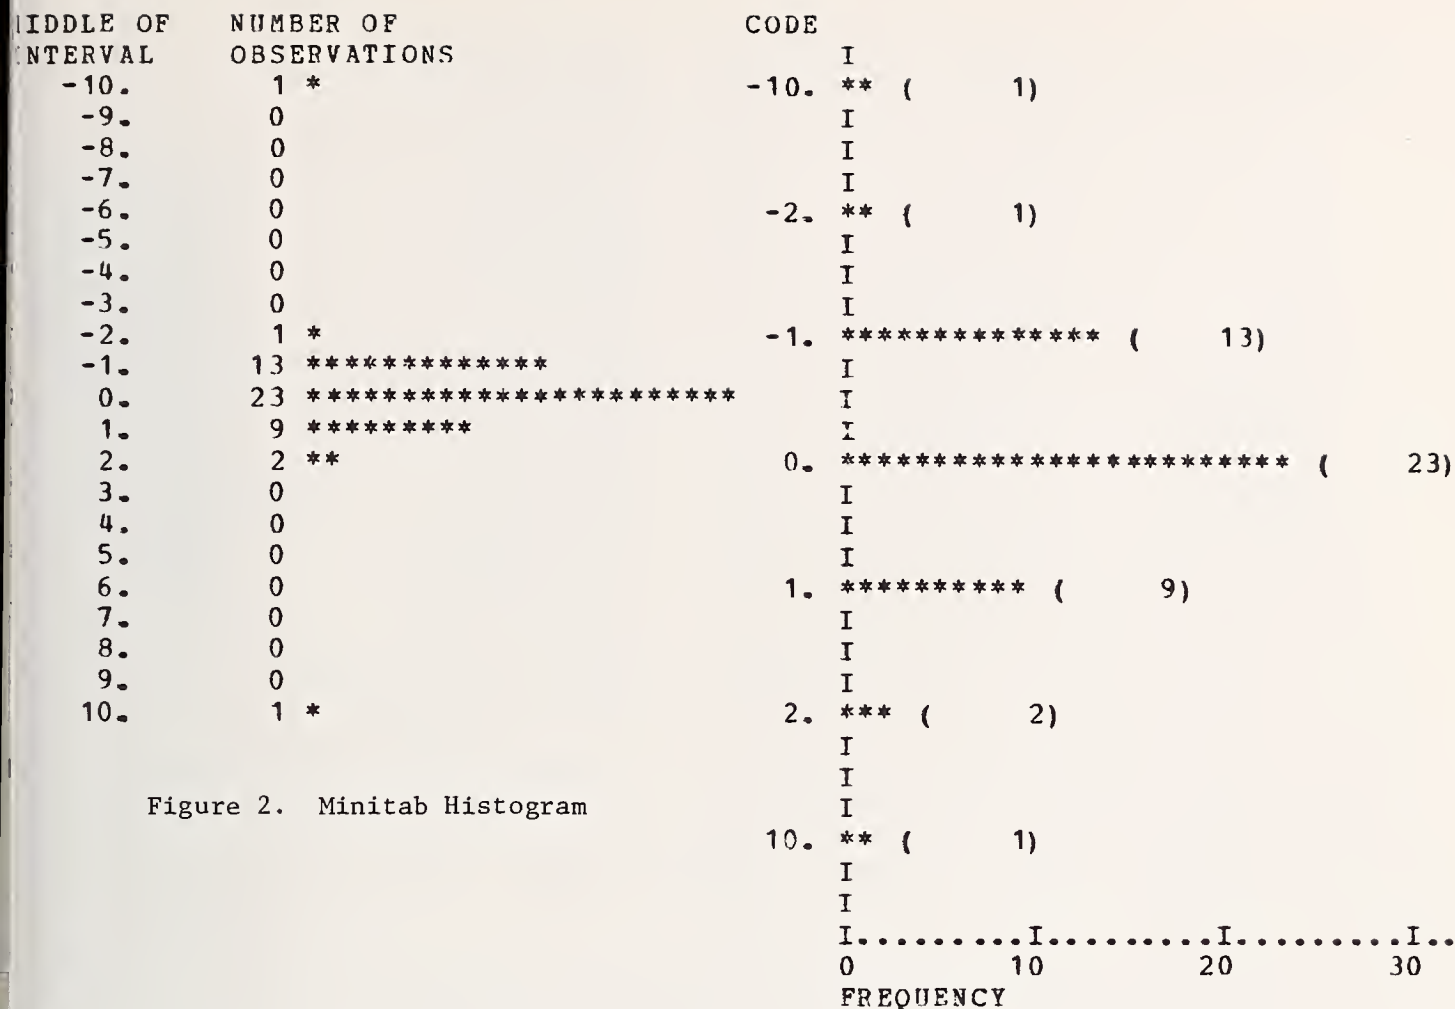 IDDLE OF NUMBER OF
NTERVAL OBSERVATIONS
-10. 1 *
-9. 0
-8. 0
-7. 0
-6. 0
-5. 0
-4. 0
-3. 0
-2. 1 *
-1. 13 *************
0. 23 ***********************
1. 9 *********
2. 2 **
3. 0
4. 0
5. 0
6. 0
7. 0
8. 0
9. 0
10. 1 *
Figure 2. Minitab Histogram
CODE
I
-10. ** ( 1)
I
I
I
-2. ** ( 1)
I
I
I
-1. ************** ( 13)
I
I
I
0. ************************ ( 23)
I
I
I
1. ********** ( 9)
I
I
I
2. *** ( 2)
I
I
I
10. ** ( 1)
I
I
I.........I.........I.........I..
0 10 20 30
FREQUENCY